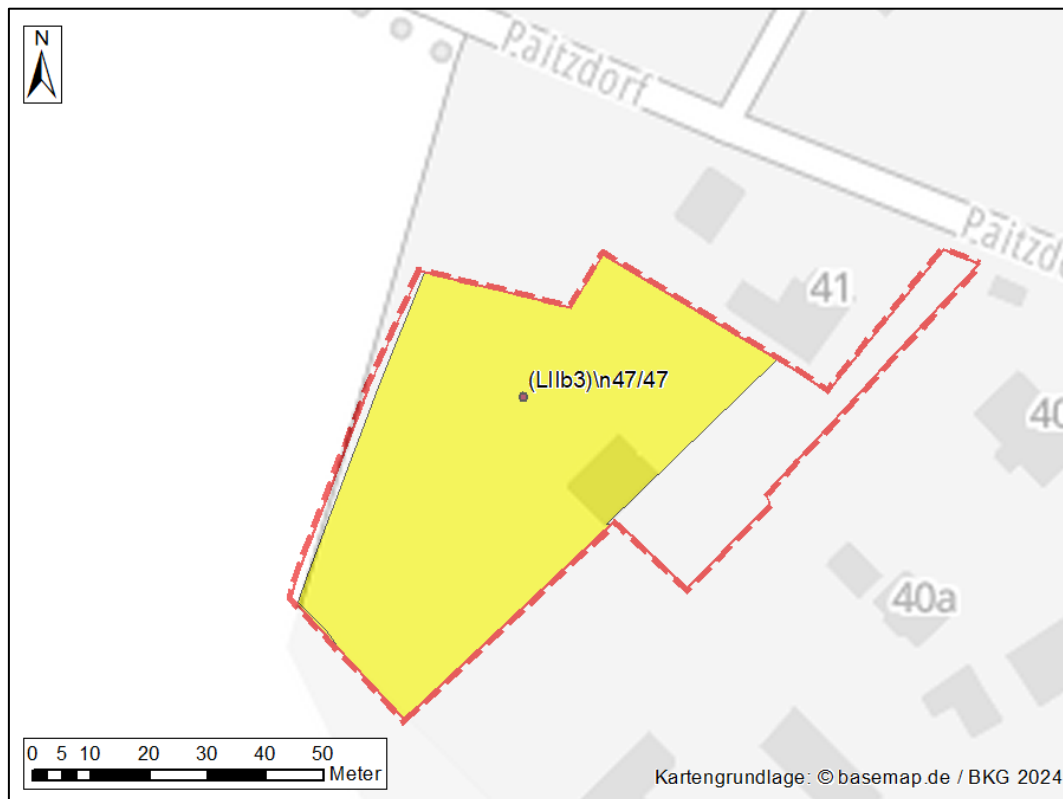 N
Paitzdorf
Paitzdo
41
(LIIb3)\n47/47
40
40a
0 5 10 20 30 40 50
Meter
Kartengrundlage: © basemap.de / BKG 2024